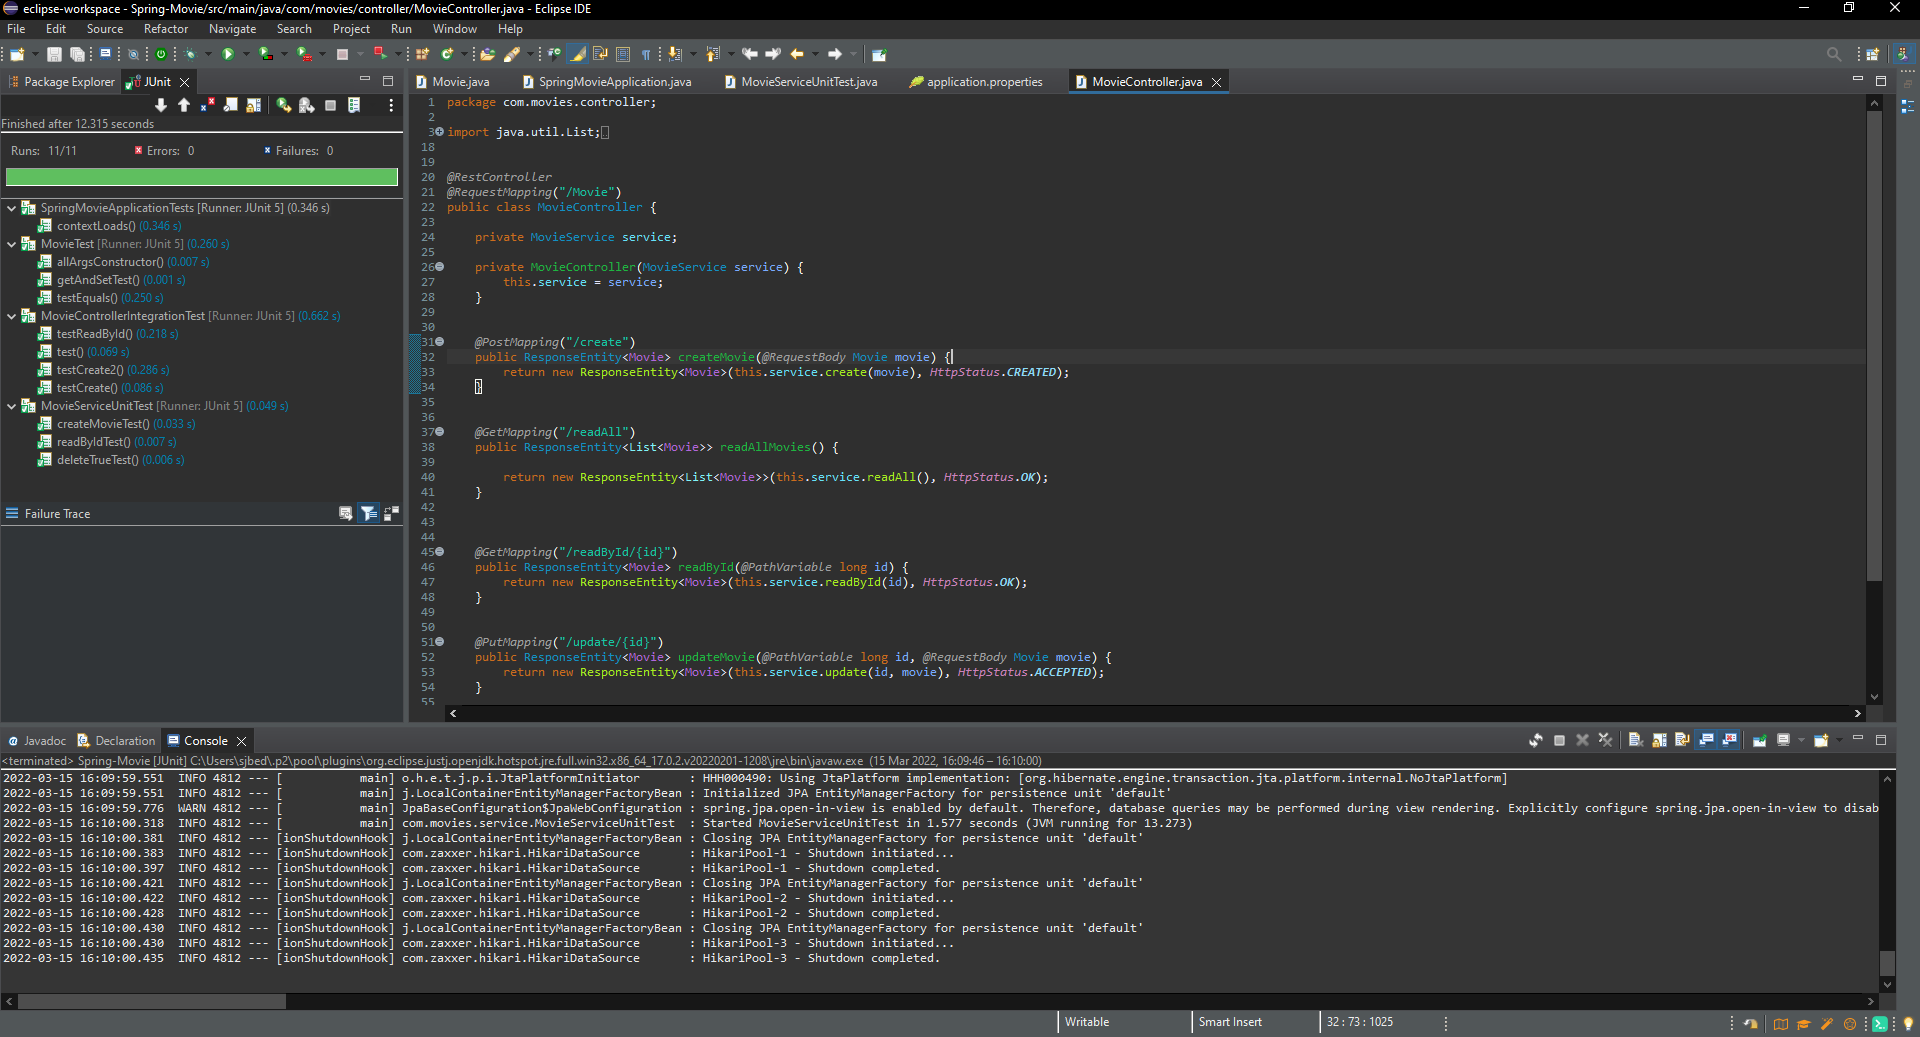 eclipse-workspace - Spring-Movie/src/main/java/com/movies/controller/MovieController.java - Eclipse IDE
File Edit Source Refactor Navigate Search Project Run Window Help
Package Explorer JUnit
Finished after 12.315 seconds
Runs: 11/11 Errors: 0 Failures: 0
SpringMovieApplicationTests [Runner: JUnit 5] (0.346 s)
contextLoads() (0.346 s)
MovieTest [Runner: JUnit 5] (0.260 s)
allArgsConstructor() (0.007 s)
getAndSetTest() (0.001 s)
testEquals() (0.250 s)
MovieControllerIntegrationTest [Runner: JUnit 5] (0.662 s)
testReadById() (0.218 s)
test() (0.069 s)
testCreate2() (0.286 s)
testCreate() (0.086 s)
MovieServiceUnitTest [Runner: JUnit 5] (0.049 s)
createMovieTest() (0.033 s)
readByIdTest() (0.007 s)
deleteTrueTest() (0.006 s)
Failure Trace
Movie.java SpringMovieApplication.java MovieServiceUnitTest.java application.properties MovieController.java
1 package com.movies.controller;
2
3 import java.util.List;
18
19
20 @RestController
21 @RequestMapping("/Movie")
22 public class MovieController {
23
24 private MovieService service;
25
26 private MovieController(MovieService service) {
27 this.service = service;
28 }
29
30
31 @PostMapping("/create")
32 public ResponseEntity<Movie> createMovie(@RequestBody Movie movie) {
33 return new ResponseEntity<Movie>(this.service.create(movie), HttpStatus.CREATED);
34 }
35
36
37 @GetMapping("/readAll")
38 public ResponseEntity<List<Movie>> readAllMovies() {
39
40 return new ResponseEntity<List<Movie>>(this.service.readAll(), HttpStatus.OK);
41 }
42
43
44
45 @GetMapping("/readById/{id}")
46 public ResponseEntity<Movie> readById(@PathVariable long id) {
47 return new ResponseEntity<Movie>(this.service.readById(id), HttpStatus.OK);
48 }
49
50
51 @PutMapping("/update/{id}")
52 public ResponseEntity<Movie> updateMovie(@PathVariable long id, @RequestBody Movie movie) {
53 return new ResponseEntity<Movie>(this.service.update(id, movie), HttpStatus.ACCEPTED);
54 }
55
Javadoc Declaration Console
<terminated> Spring-Movie [JUnit] C:\Users\sjbed\.p2\pool\plugins\org.eclipse.justj.openjdk.hotspot.jre.full.win32.x86_64_17.0.2.v20220201-1208\jre\bin\javaw.exe (15 Mar 2022, 16:09:46 – 16:10:00)
2022-03-15 16:09:59.551 INFO 4812 --- [ main] o.h.e.t.j.p.i.JtaPlatformInitiator : HHH000490: Using JtaPlatform implementation: [org.hibernate.engine.transaction.jta.platform.internal.NoJtaPlatform]
2022-03-15 16:09:59.551 INFO 4812 --- [ main] j.LocalContainerEntityManagerFactoryBean : Initialized JPA EntityManagerFactory for persistence unit 'default'
2022-03-15 16:09:59.776 WARN 4812 --- [ main] JpaBaseConfiguration$JpaWebConfiguration : spring.jpa.open-in-view is enabled by default. Therefore, database queries may be performed during view rendering. Explicitly configure spring.jpa.open-in-view to disab
2022-03-15 16:10:00.318 INFO 4812 --- [ main] com.movies.service.MovieServiceUnitTest : Started MovieServiceUnitTest in 1.577 seconds (JVM running for 13.273)
2022-03-15 16:10:00.381 INFO 4812 --- [ionShutdownHook] j.LocalContainerEntityManagerFactoryBean : Closing JPA EntityManagerFactory for persistence unit 'default'
2022-03-15 16:10:00.383 INFO 4812 --- [ionShutdownHook] com.zaxxer.hikari.HikariDataSource : HikariPool-1 - Shutdown initiated...
2022-03-15 16:10:00.397 INFO 4812 --- [ionShutdownHook] com.zaxxer.hikari.HikariDataSource : HikariPool-1 - Shutdown completed.
2022-03-15 16:10:00.421 INFO 4812 --- [ionShutdownHook] j.LocalContainerEntityManagerFactoryBean : Closing JPA EntityManagerFactory for persistence unit 'default'
2022-03-15 16:10:00.422 INFO 4812 --- [ionShutdownHook] com.zaxxer.hikari.HikariDataSource : HikariPool-2 - Shutdown initiated...
2022-03-15 16:10:00.428 INFO 4812 --- [ionShutdownHook] com.zaxxer.hikari.HikariDataSource : HikariPool-2 - Shutdown completed.
2022-03-15 16:10:00.430 INFO 4812 --- [ionShutdownHook] j.LocalContainerEntityManagerFactoryBean : Closing JPA EntityManagerFactory for persistence unit 'default'
2022-03-15 16:10:00.430 INFO 4812 --- [ionShutdownHook] com.zaxxer.hikari.HikariDataSource : HikariPool-3 - Shutdown initiated...
2022-03-15 16:10:00.435 INFO 4812 --- [ionShutdownHook] com.zaxxer.hikari.HikariDataSource : HikariPool-3 - Shutdown completed.
Writable Smart Insert 32 : 73 : 1025